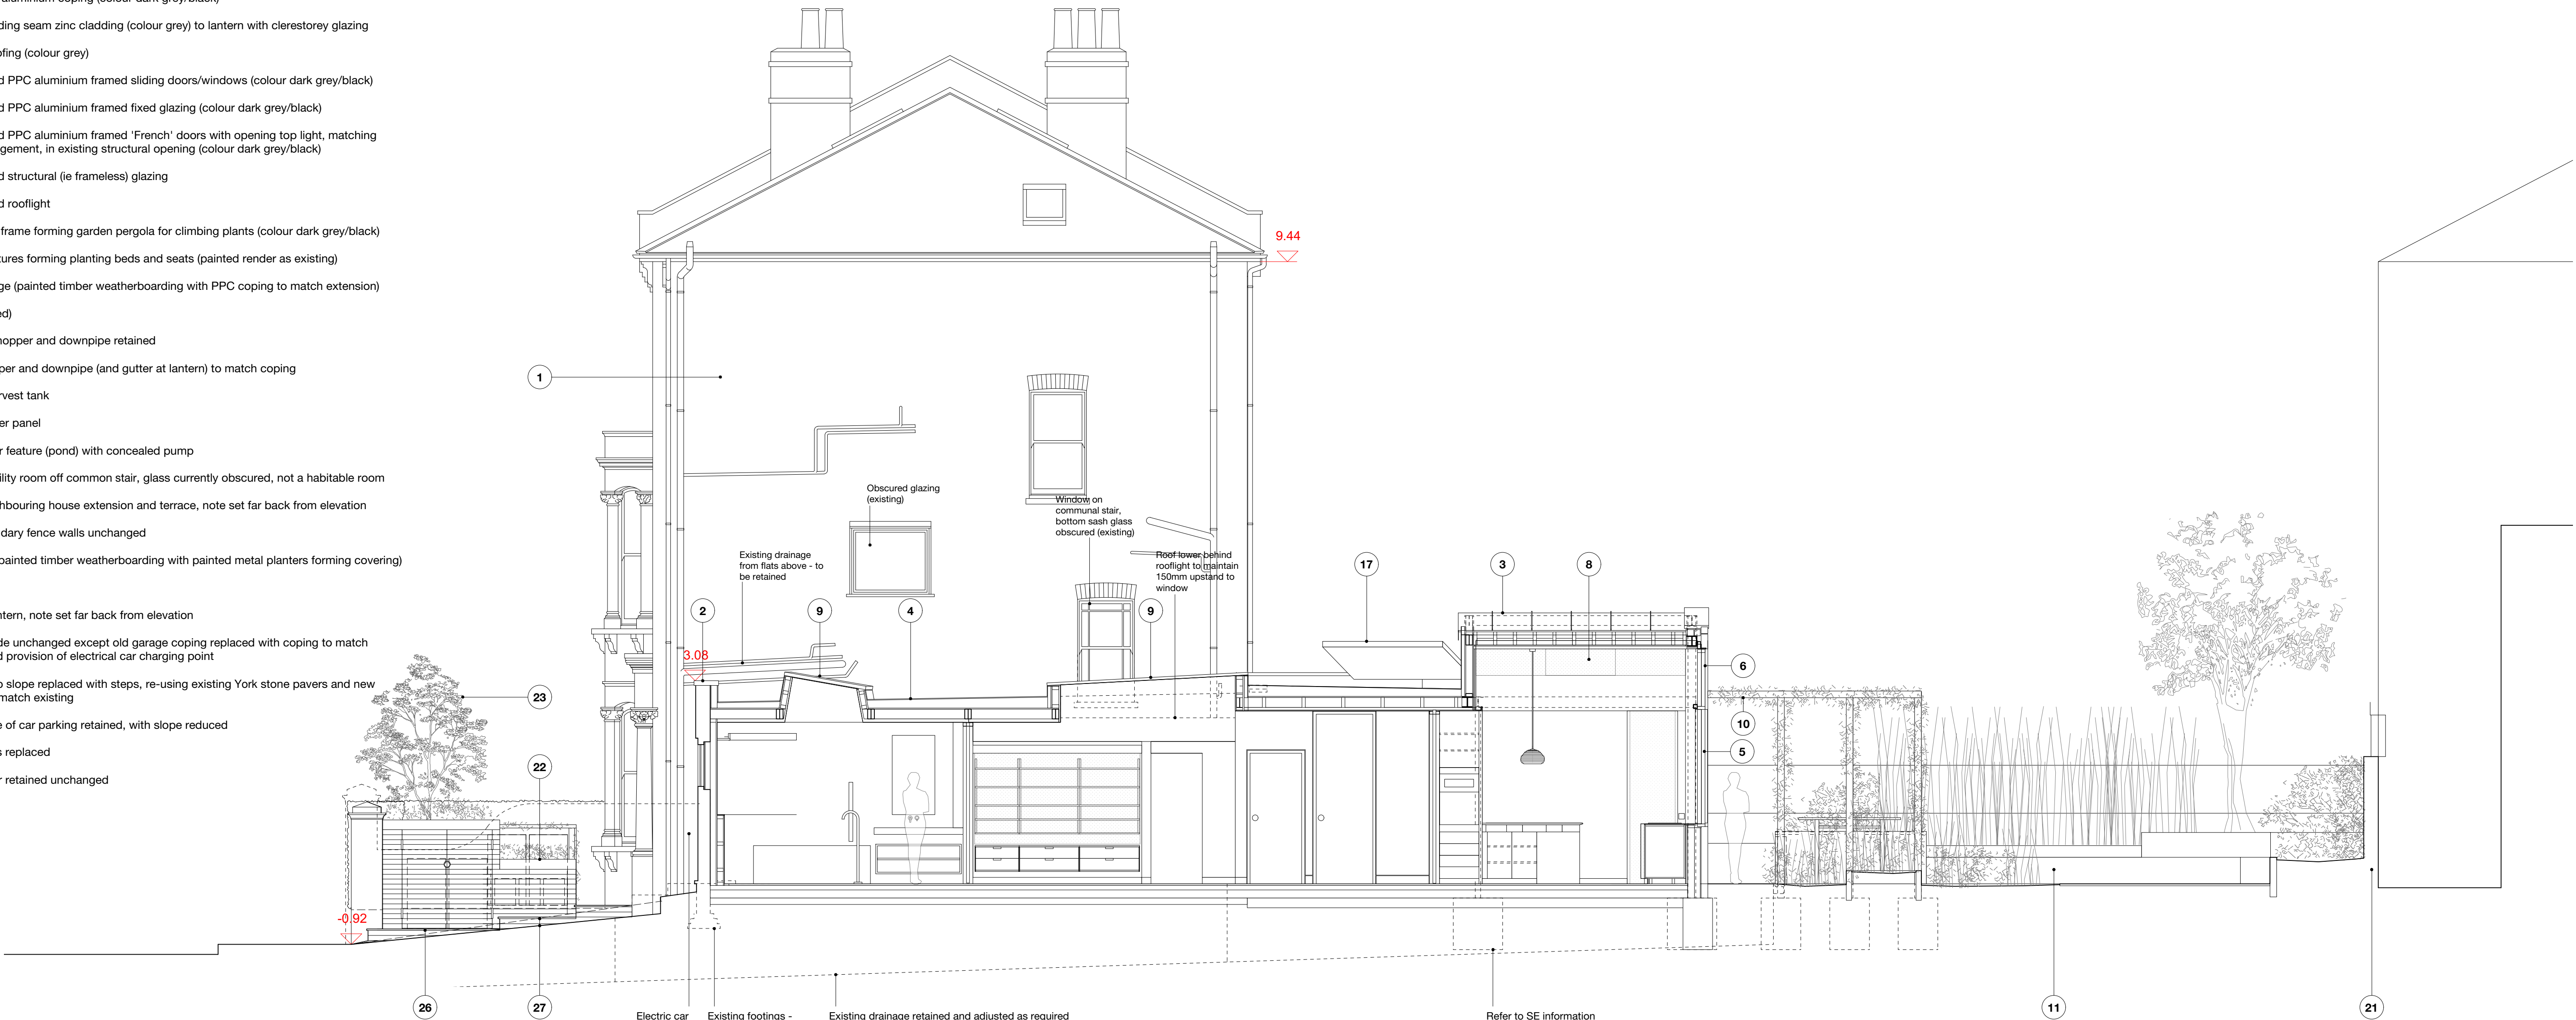 aluminium coping (colour dark grey/black)
ding seam zinc cladding (colour grey) to lantern with clerestorey glazing
ofing (colour grey)
d PPC aluminium framed sliding doors/windows (colour dark grey/black)
d PPC aluminium framed fixed glazing (colour dark grey/black)
d PPC aluminium framed 'French' doors with opening top light, matching
gement, in existing structural opening (colour dark grey/black)
d structural (ie frameless) glazing
d rooflight
frame forming garden pergola for climbing plants (colour dark grey/black)
tures forming planting beds and seats (painted render as existing)
ge (painted timber weatherboarding with PPC coping to match extension)
ed)
hopper and downpipe retained
per and downpipe (and gutter at lantern) to match coping
rvest tank
er panel
r feature (pond) with concealed pump
ility room off common stair, glass currently obscured, not a habitable room
hbouring house extension and terrace, note set far back from elevation
dary fence walls unchanged
painted timber weatherboarding with painted metal planters forming covering)
ntern, note set far back from elevation
de unchanged except old garage coping replaced with coping to match
d provision of electrical car charging point
o slope replaced with steps, re-using existing York stone pavers and new
match existing
e of car parking retained, with slope reduced
s replaced
r retained unchanged
9.44
1
Obscured glazing
(existing)
Window on
communal stair,
bottom sash glass
obscured (existing)
Existing drainage
from flats above - to
be retained
Roof lower behind
rooflight to maintain
150mm upstand to
window
17
3
8
2
9
4
9
3.08
6
23
10
5
22
-0.92
26
27
11
21
Electric car
Existing footings -
Existing drainage retained and adjusted as required
Refer to SE information